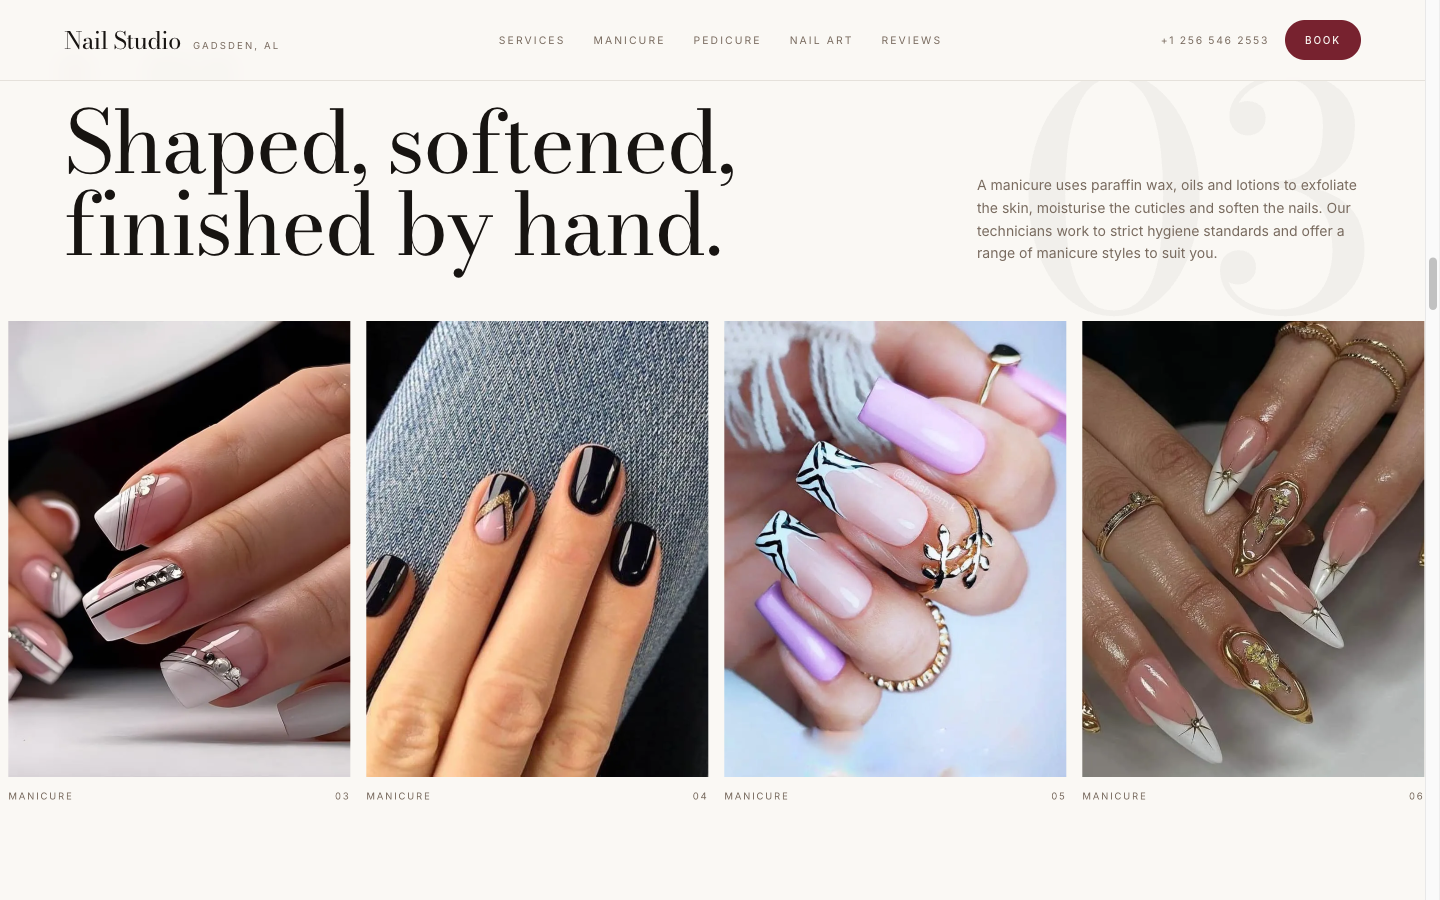 Nail Studio GADSDEN, AL
SERVICES MANICURE PEDICURE NAIL ART REVIEWS
+1 256 546 2553 BOOK
03
Shaped, softened,
finished by hand.
A manicure uses paraffin wax, oils and lotions to exfoliate
the skin, moisturise the cuticles and soften the nails. Our
technicians work to strict hygiene standards and offer a
range of manicure styles to suit you.
MANICURE 03
MANICURE 04
MANICURE 05
MANICURE 06